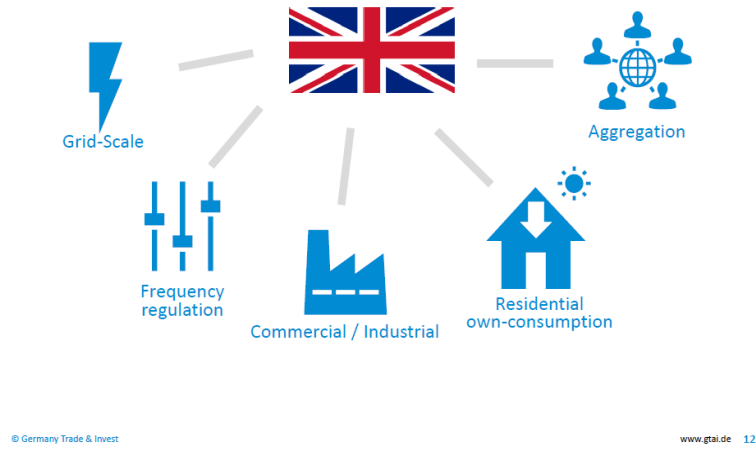 Grid-Scale
Aggregation
Frequency
regulation
Commercial / Industrial
Residential
own-consumption
© Germany Trade & Invest
www.gtai.de 12